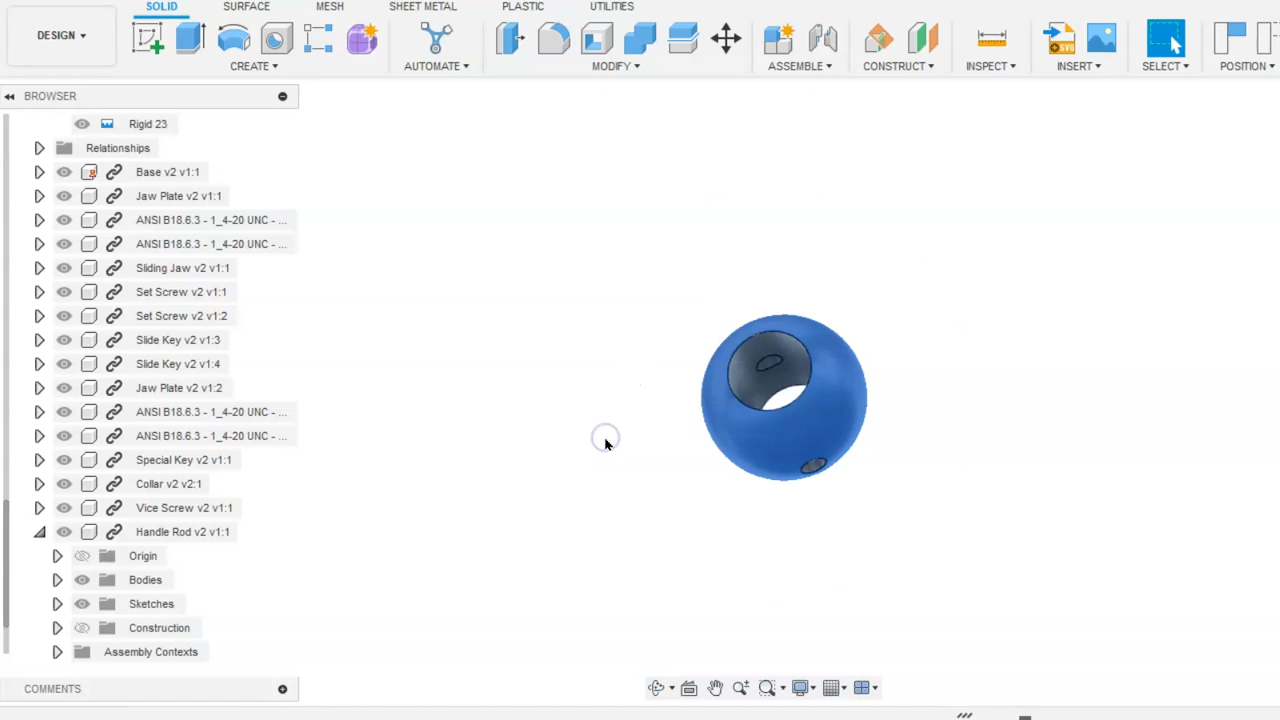 SOLID SURFACE MESH SHEET METAL PLASTIC UTILITIES
DESIGN
CREATE AUTOMATE MODIFY ASSEMBLE CONSTRUCT INSPECT INSERT SELECT POSITION
SVG
BROWSER
Rigid 23
Relationships
Base v2 v1:1
Jaw Plate v2 v1:1
ANSI B18.6.3 - 1_4-20 UNC - ...
ANSI B18.6.3 - 1_4-20 UNC - ...
Sliding Jaw v2 v1:1
Set Screw v2 v1:1
Set Screw v2 v1:2
Slide Key v2 v1:3
Slide Key v2 v1:4
Jaw Plate v2 v1:2
ANSI B18.6.3 - 1_4-20 UNC - ...
ANSI B18.6.3 - 1_4-20 UNC - ...
Special Key v2 v1:1
Collar v2 v2:1
Vice Screw v2 v1:1
Handle Rod v2 v1:1
Origin
Bodies
Sketches
Construction
Assembly Contexts
COMMENTS